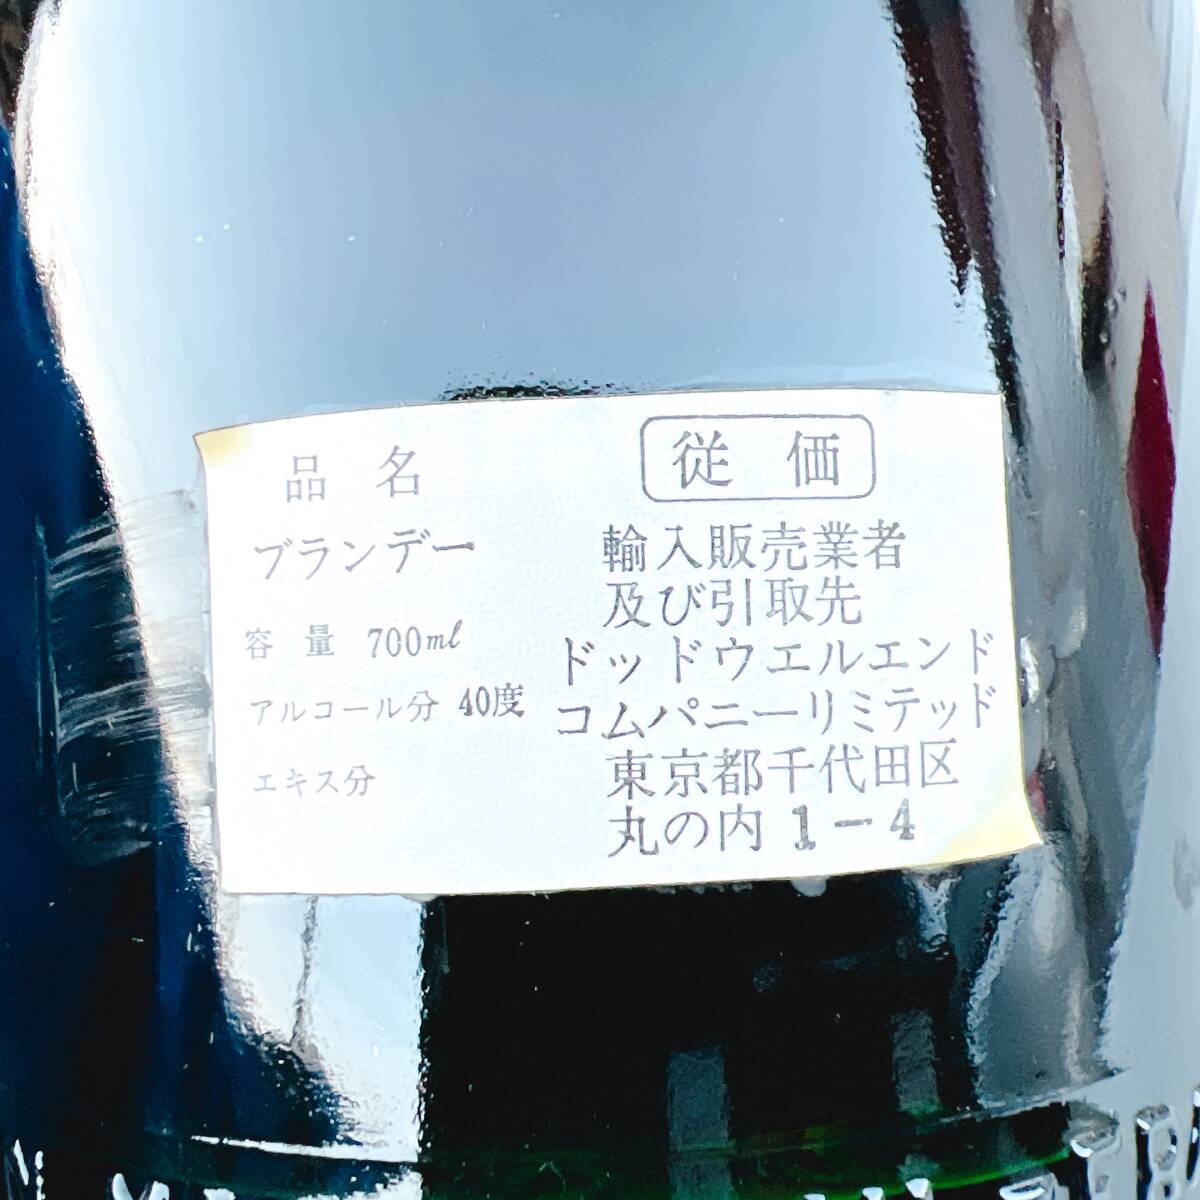 品名
ブランデー
容量 700ml
アルコール分 40度
エキス分
従価
輸入販売業者
及び引取先
ドッドウエルエンド
コムパニーリミテッド
東京都千代田区
丸の内 1-4